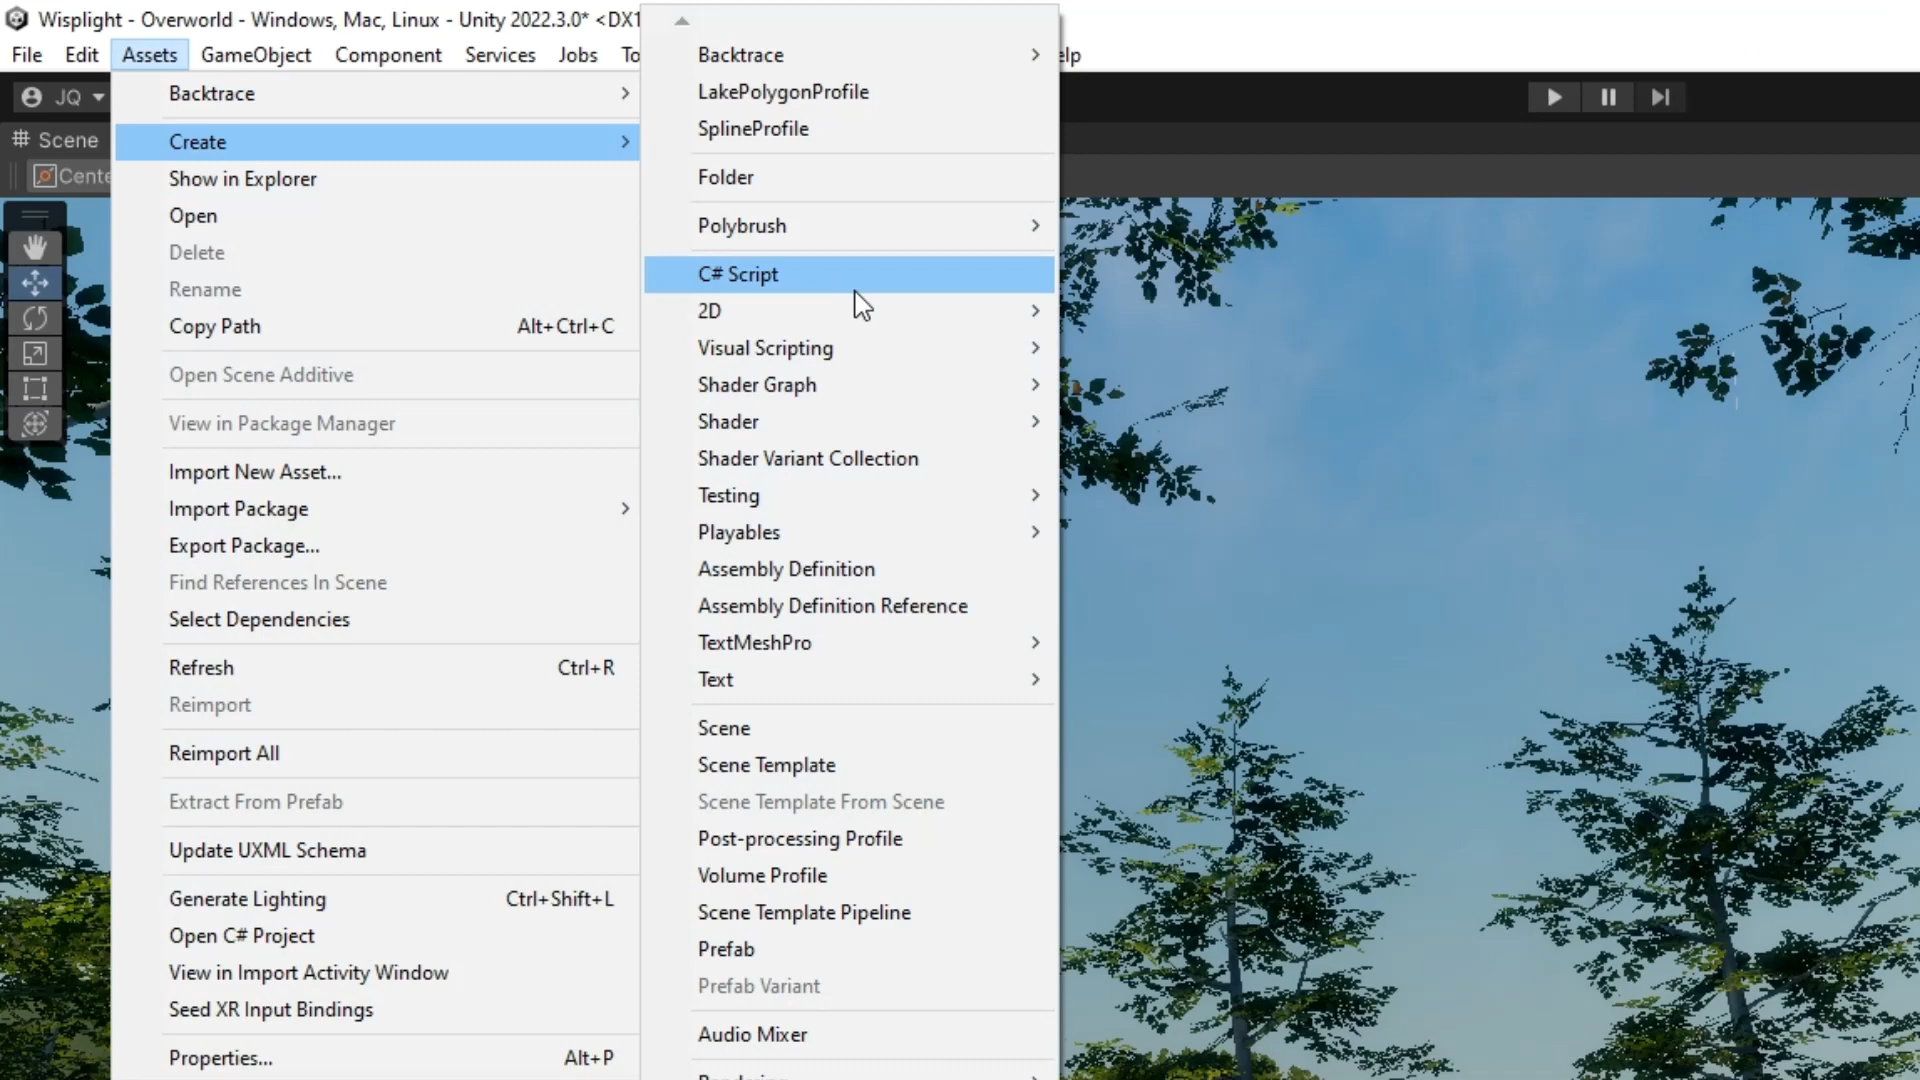 Wisplight - Overworld - Windows, Mac, Linux - Unity 2022.3.0* <DX1
File Edit Assets GameObject Component Services Jobs To elp
JQ
Scene
Cente
Backtrace
Create
Show in Explorer
Open
Delete
Rename
Copy Path Alt+Ctrl+C
Open Scene Additive
View in Package Manager
Import New Asset...
Import Package
Export Package...
Find References In Scene
Select Dependencies
Refresh Ctrl+R
Reimport
Reimport All
Extract From Prefab
Update UXML Schema
Generate Lighting Ctrl+Shift+L
Open C# Project
View in Import Activity Window
Seed XR Input Bindings
Properties... Alt+P
Backtrace
LakePolygonProfile
SplineProfile
Folder
Polybrush
C# Script
2D
Visual Scripting
Shader Graph
Shader
Shader Variant Collection
Testing
Playables
Assembly Definition
Assembly Definition Reference
TextMeshPro
Text
Scene
Scene Template
Scene Template From Scene
Post-processing Profile
Volume Profile
Scene Template Pipeline
Prefab
Prefab Variant
Audio Mixer